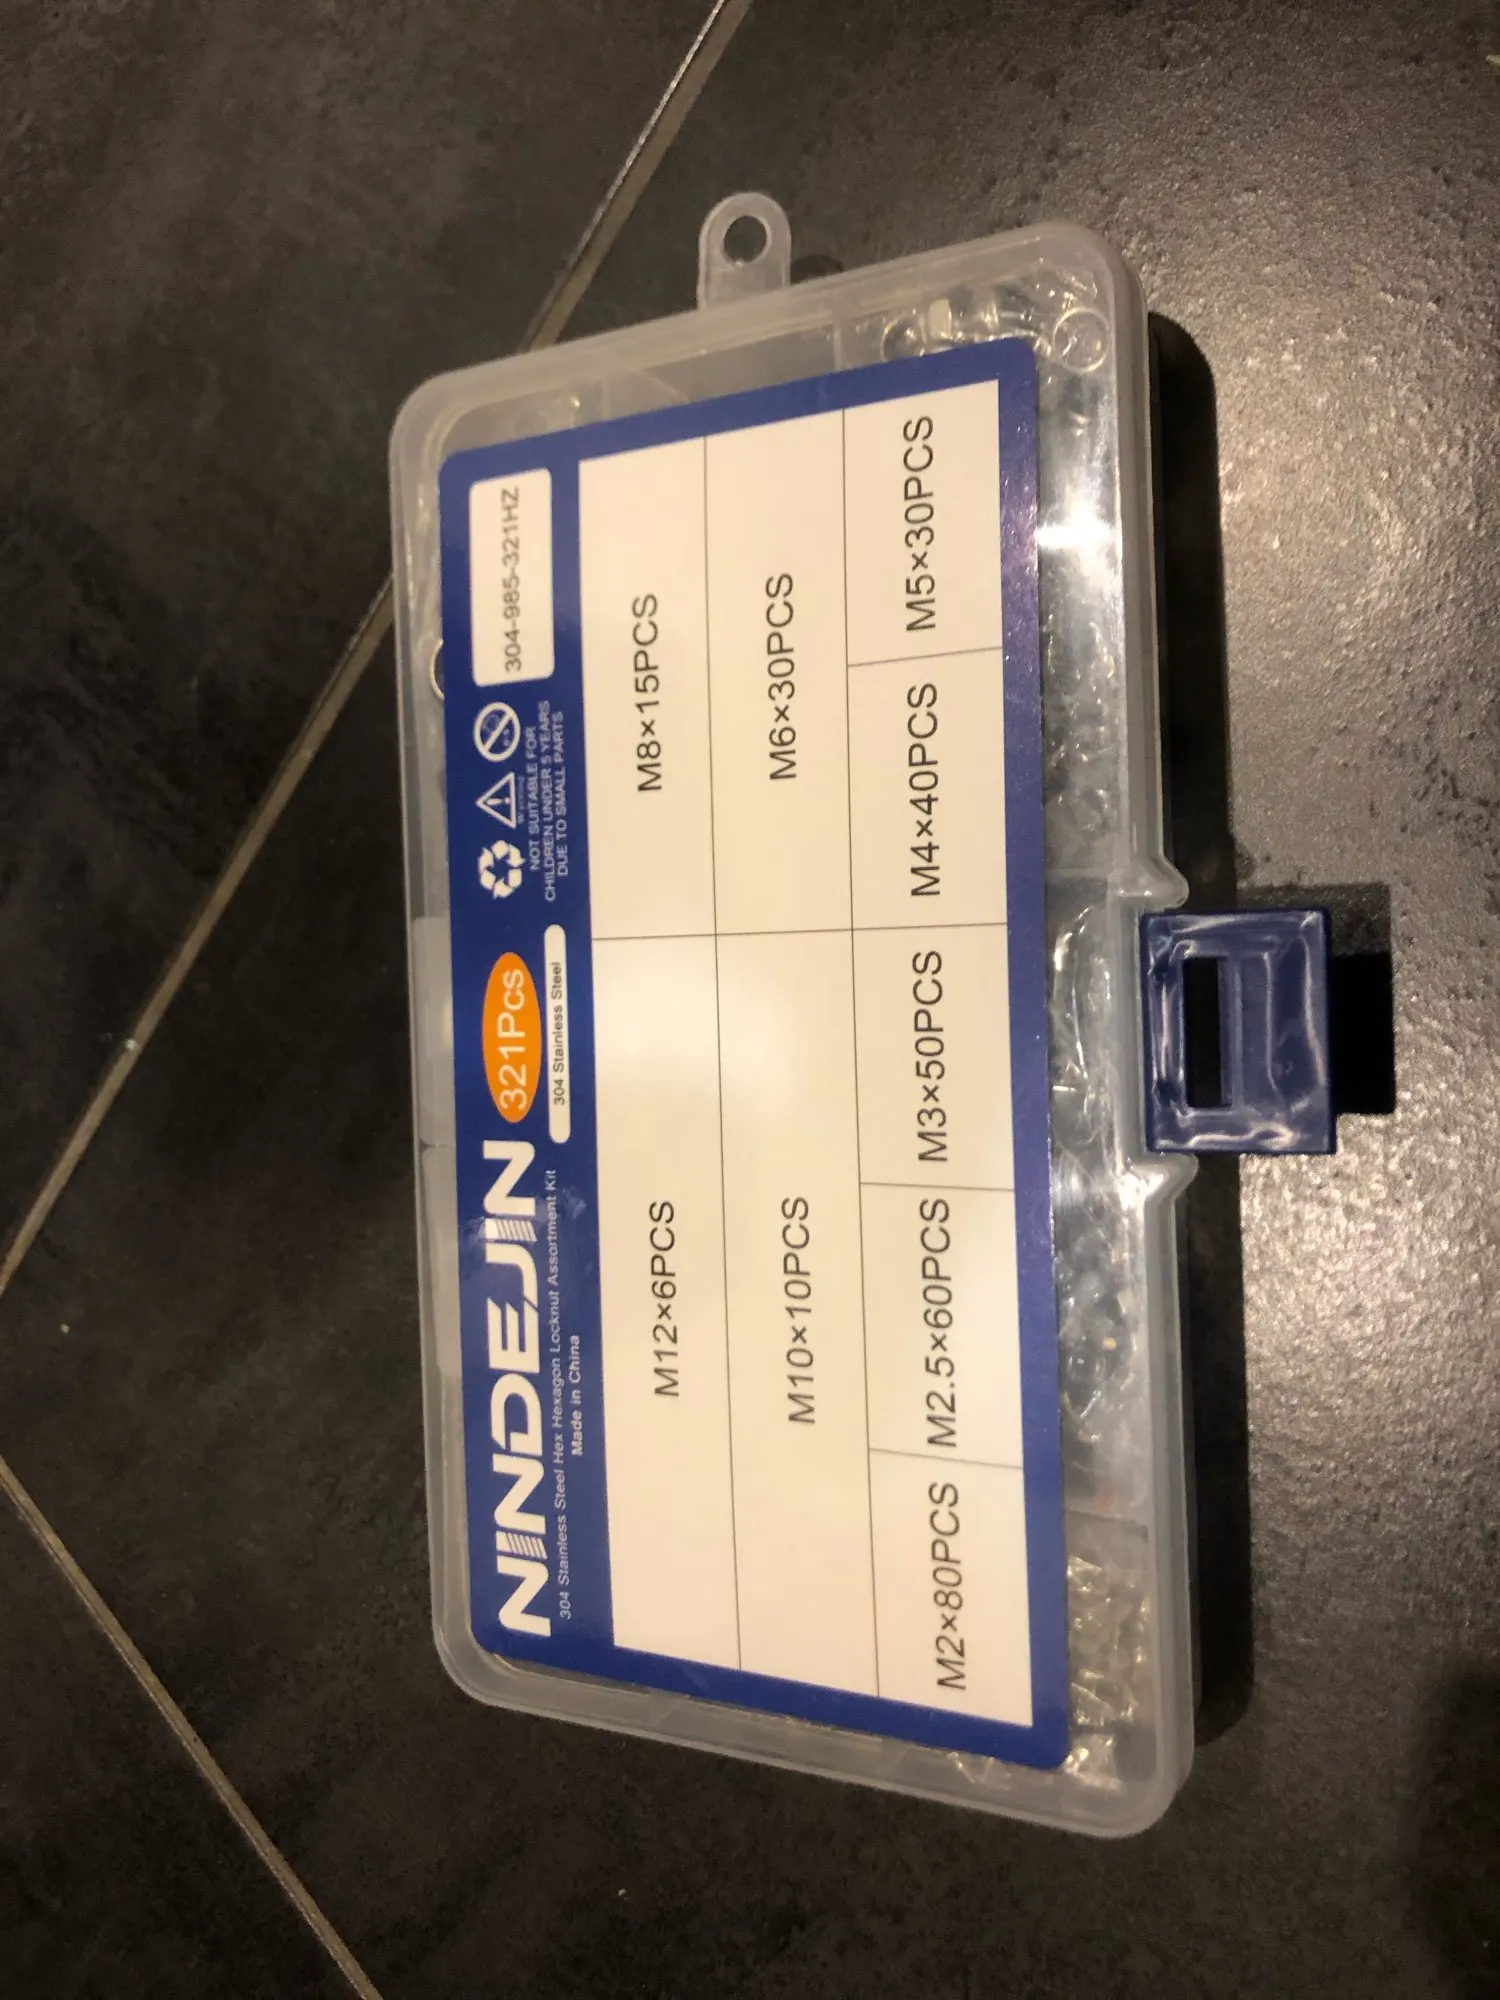 NINDEJIN 321Pcs
304 Stainless Steel Hex Hexagon Locknut Assortment Kit
Made in China
304 Stainless Steel
NOT SUITABLE FOR
CHILDREN UNDER 5 YEARS
DUE TO SMALL PARTS
304-985-321HZ
M12×6PCS M8×15PCS
M10×10PCS M6×30PCS
M2×80PCS M2.5×60PCS M3×50PCS M4×40PCS M5×30PCS